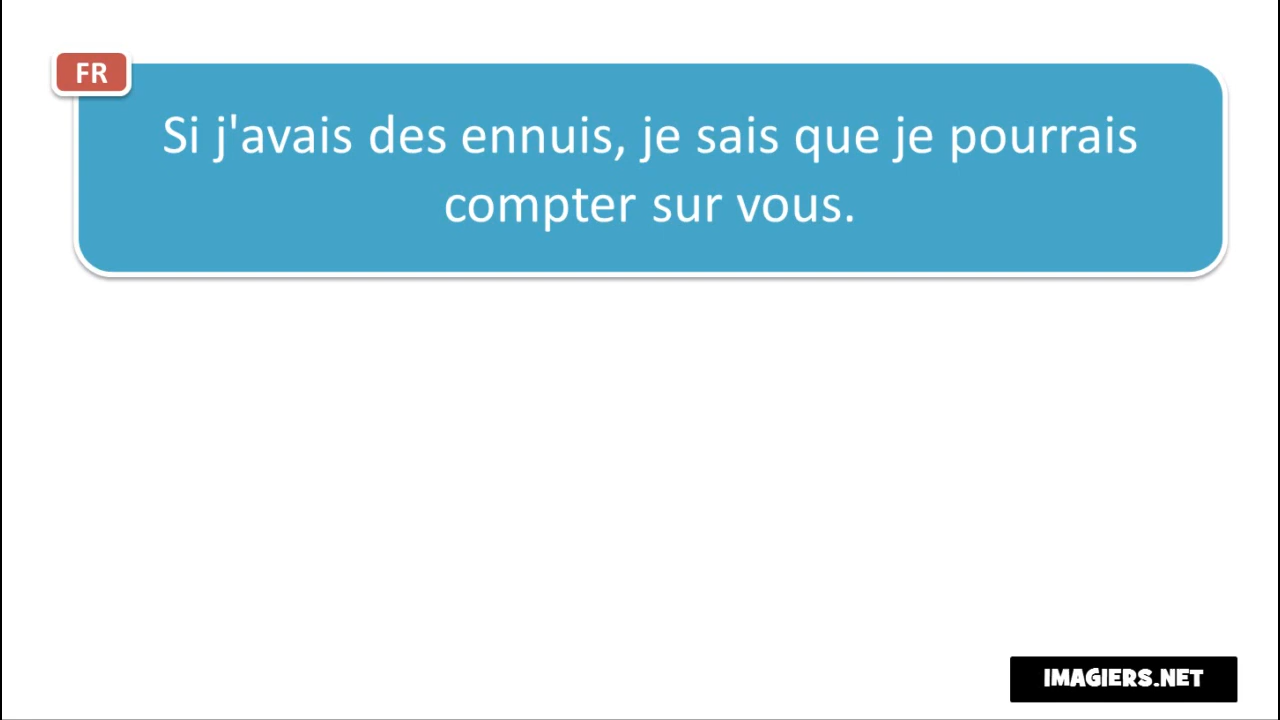 FR
Si j'avais des ennuis, je sais que je pourrais
compter sur vous.
IMAGIERS.NET